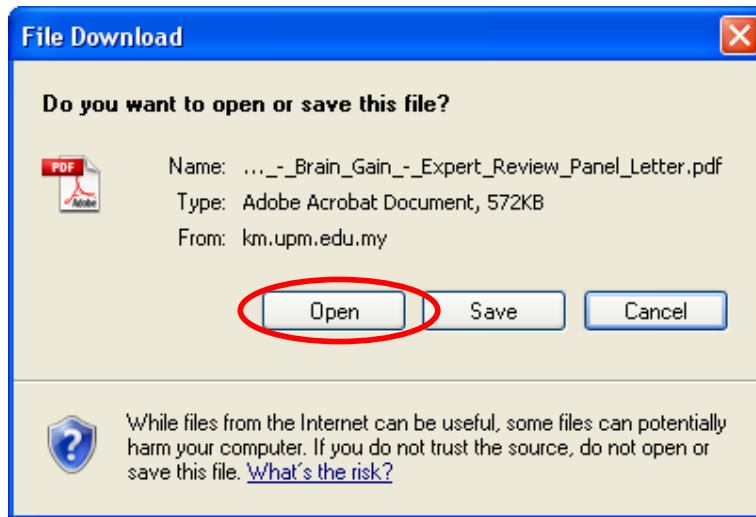 File Download
Do you want to open or save this file?
PDF
Adobe
Name: ..._-_Brain_Gain_-_Expert_Review_Panel_Letter.pdf
Type: Adobe Acrobat Document, 572KB
From: km.upm.edu.my
Open Save Cancel
While files from the Internet can be useful, some files can potentially
harm your computer. If you do not trust the source, do not open or
save this file. What's the risk?